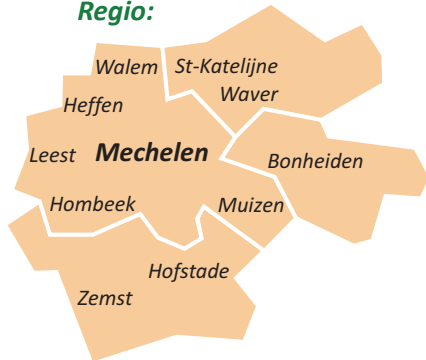 Regio:
Walem
St-Katelijne
Waver
Heffen
Leest
Mechelen
Bonheiden
Hombeek
Muizen
Hofstade
Zemst